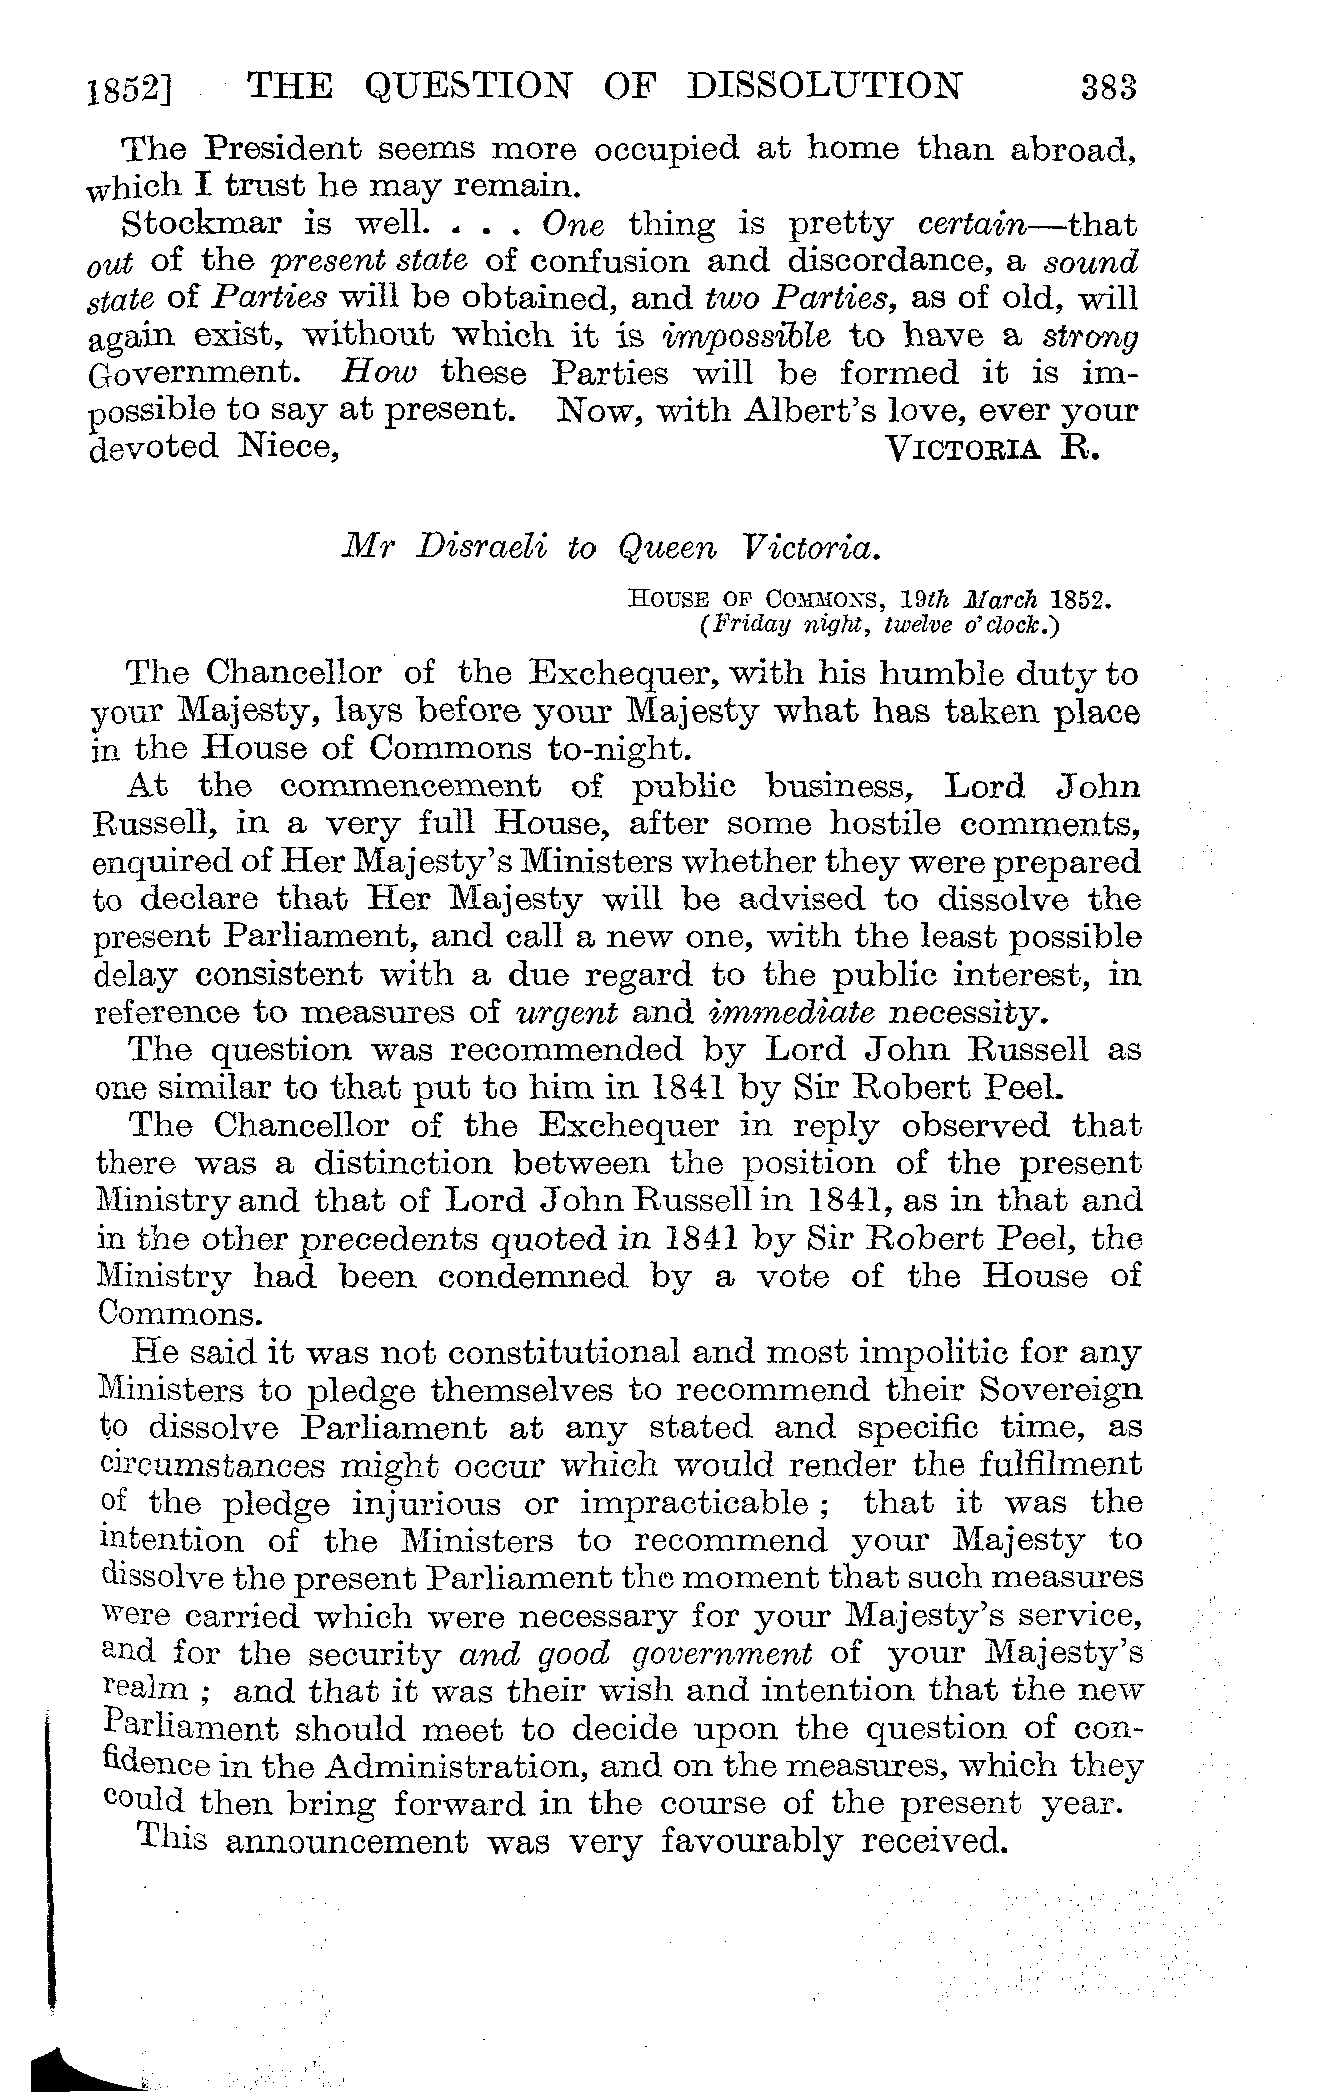 1852] THE QUESTION OF DISSOLUTION 383
The President seems more occupied at home than abroad,
which I trust he may remain.
Stockmar is well. . . . One thing is pretty certain—that
out of the present state of confusion and discordance, a sound
state of Parties will be obtained, and two Parties, as of old, will
again exist, without which it is impossible to have a strong
Government. How these Parties will be formed it is im-
possible to say at present. Now, with Albert's love, ever your
devoted Niece, VICTORIA R.
Mr Disraeli to Queen Victoria.
HOUSE OF COMMONS, 19th March 1852.
(Friday night, twelve o'clock.)
The Chancellor of the Exchequer, with his humble duty to
your Majesty, lays before your Majesty what has taken place
in the House of Commons to-night.
At the commencement of public business, Lord John
Russell, in a very full House, after some hostile comments,
enquired of Her Majesty's Ministers whether they were prepared
to declare that Her Majesty will be advised to dissolve the
present Parliament, and call a new one, with the least possible
delay consistent with a due regard to the public interest, in
reference to measures of urgent and immediate necessity.
The question was recommended by Lord John Russell as
one similar to that put to him in 1841 by Sir Robert Peel.
The Chancellor of the Exchequer in reply observed that
there was a distinction between the position of the present
Ministry and that of Lord John Russell in 1841, as in that and
in the other precedents quoted in 1841 by Sir Robert Peel, the
Ministry had been condemned by a vote of the House of
Commons.
He said it was not constitutional and most impolitic for any
Ministers to pledge themselves to recommend their Sovereign
to dissolve Parliament at any stated and specific time, as
circumstances might occur which would render the fulfilment
of the pledge injurious or impracticable ; that it was the
intention of the Ministers to recommend your Majesty to
dissolve the present Parliament the moment that such measures
were carried which were necessary for your Majesty's service,
and for the security and good government of your Majesty's
realm ; and that it was their wish and intention that the new
Parliament should meet to decide upon the question of con-
fidence in the Administration, and on the measures, which they
could then bring forward in the course of the present year.
This announcement was very favourably received.